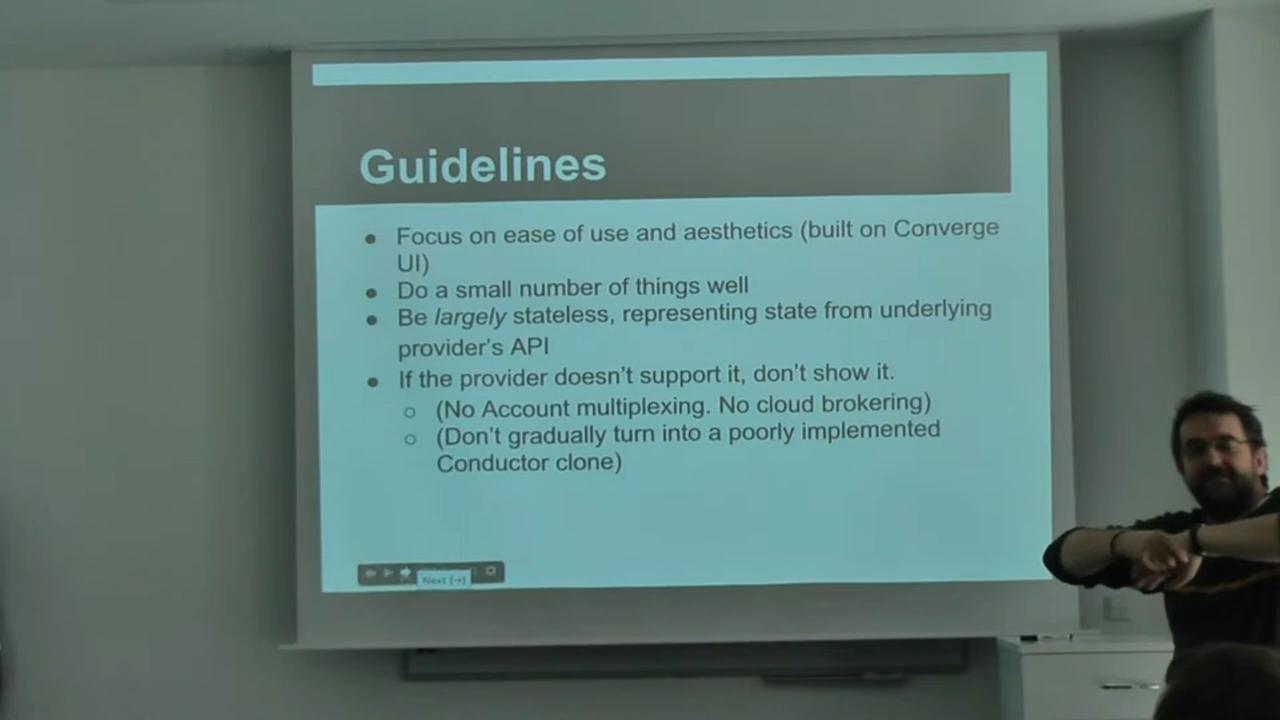 Guidelines
Focus on ease of use and aesthetics (built on Converge
UI)
Do a small number of things well
Be largely stateless, representing state from underlying
provider's API
If the provider doesn't support it, don't show it.
(No Account multiplexing. No cloud brokering)
(Don't gradually turn into a poorly implemented
Conductor clone)
Next [→]